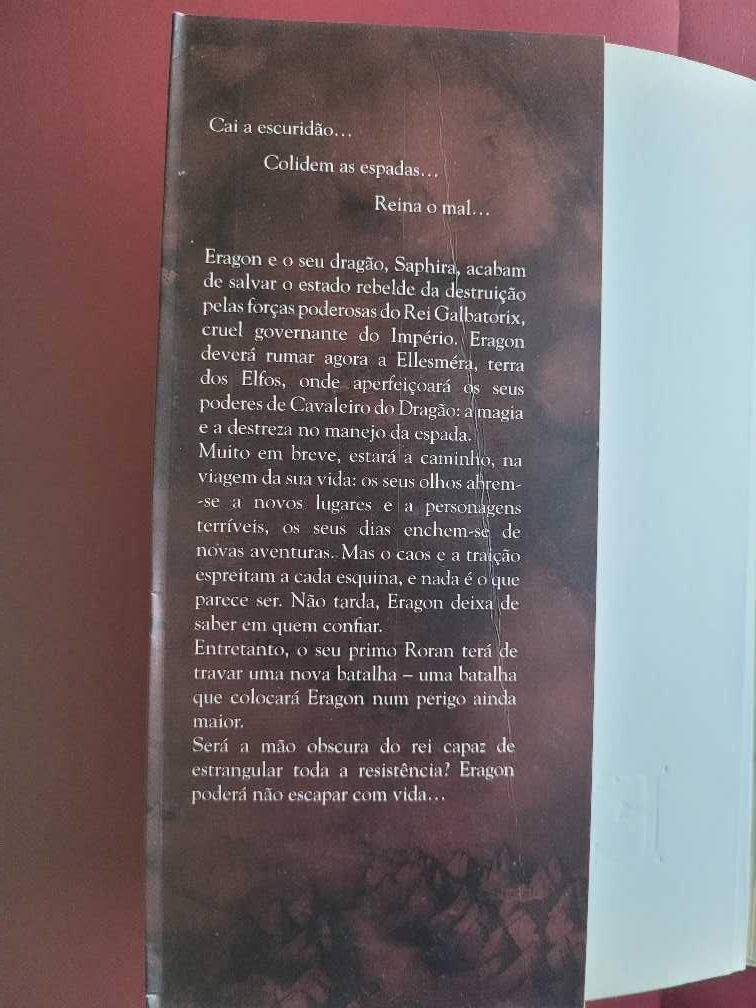 Cai a escuridão...
Colidem as espadas...
Reina o mal...
Eragon e o seu dragão, Saphira, acabam
de salvar o estado rebelde da destruição
pelas forças poderosas do Rei Galbatorix,
cruel governante do Império. Eragon
deverá rumar agora a Ellesméra, terra
dos Elfos, onde aperfeiçoará os seus
poderes de Cavaleiro do Dragão: a magia
e a destreza no manejo da espada.
Muito em breve, estará a caminho, na
viagem da sua vida: os seus olhos abrem-
-se a novos lugares e a personagens
terríveis, os seus dias enchem-se de
novas aventuras. Mas o caos e a traição
espreitam a cada esquina, e nada é o que
parece ser. Não tarda, Eragon deixa de
saber em quem confiar.
Entretanto, o seu primo Roran terá de
travar uma nova batalha – uma batalha
que colocará Eragon num perigo ainda
maior.
Será a mão obscura do rei capaz de
estrangular toda a resistência? Eragon
poderá não escapar com vida...